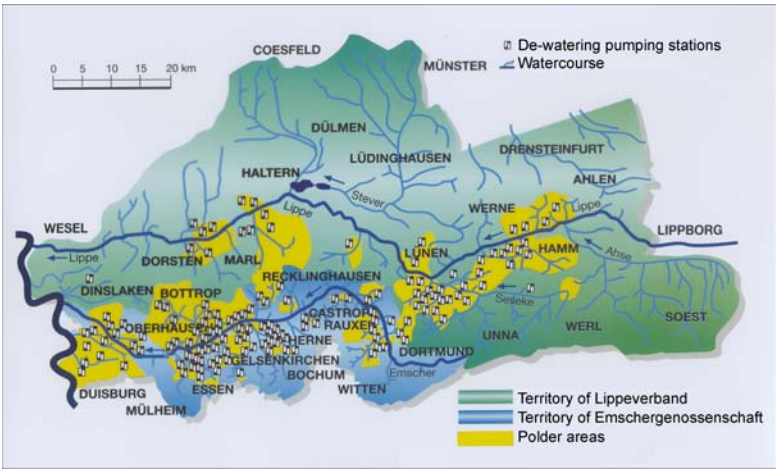 COESFELD
De-watering pumping stations
Watercourse
MÜNSTER
0 5 10 15 20 km
DÜLMEN
DRENSTEINFURT
LÜDINGHAUSEN
HALTERN
AHLEN
Stever
WERNE
Lippe
Lippe
WESEL
LIPPBORG
Lippe
DORSTEN
MARL
LÜNEN
HAMM
Ahse
RECKLINGHAUSEN
DINSLAKEN
BOTTROP
Seseke
CASTROP
RAUXEL
SOEST
OBERHAUSEN
UNNA
WERL
HERNE
GELSENKIRCHEN
DORTMUND
BOCHUM
Emscher
ESSEN
WITTEN
DUISBURG
MÜLHEIM
Territory of Lippeverband
Territory of Emschergenossenschaft
Polder areas